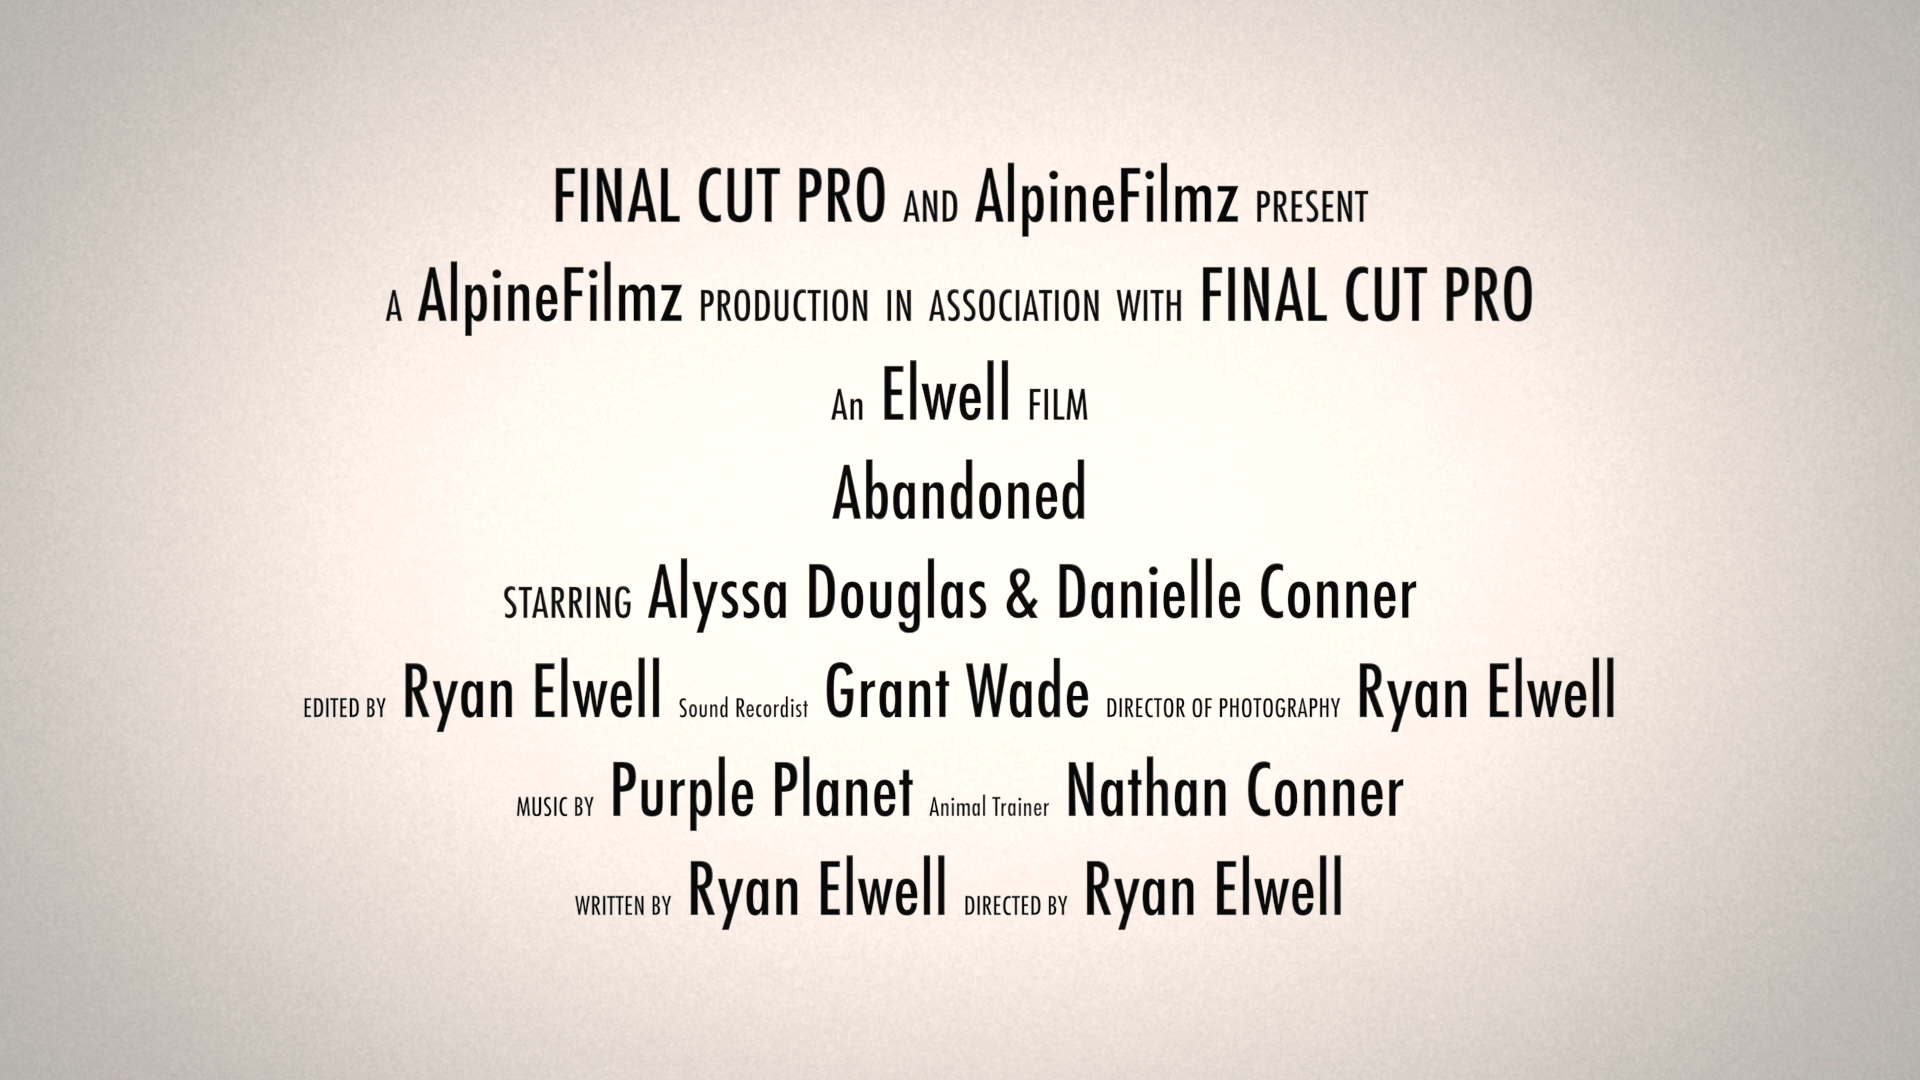 FINAL CUT PRO AND AlpineFilmz PRESENT
A AlpineFilmz PRODUCTION IN ASSOCIATION WITH FINAL CUT PRO
An Elwell FILM
Abandoned
STARRING Alyssa Douglas & Danielle Conner
EDITED BY Ryan Elwell Sound Recordist Grant Wade DIRECTOR OF PHOTOGRAPHY Ryan Elwell
MUSIC BY Purple Planet Animal Trainer Nathan Conner
WRITTEN BY Ryan Elwell DIRECTED BY Ryan Elwell